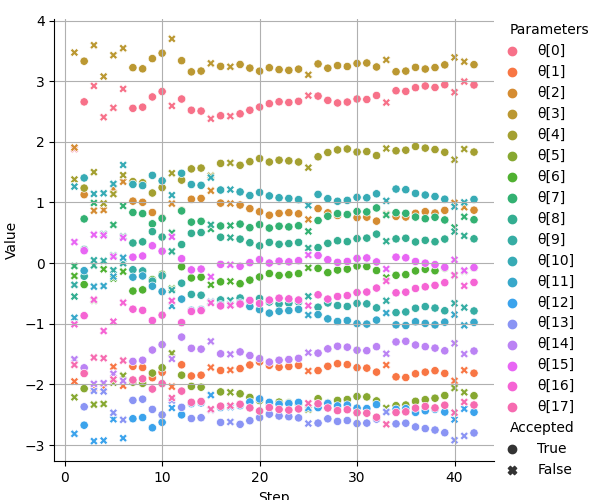 4
3
2
1
0
−1
−2
−3
Value
0
10
20
30
40
Step
Parameters
θ[0]
θ[1]
θ[2]
θ[3]
θ[4]
θ[5]
θ[6]
θ[7]
θ[8]
θ[9]
θ[10]
θ[11]
θ[12]
θ[13]
θ[14]
θ[15]
θ[16]
θ[17]
Accepted
True
False